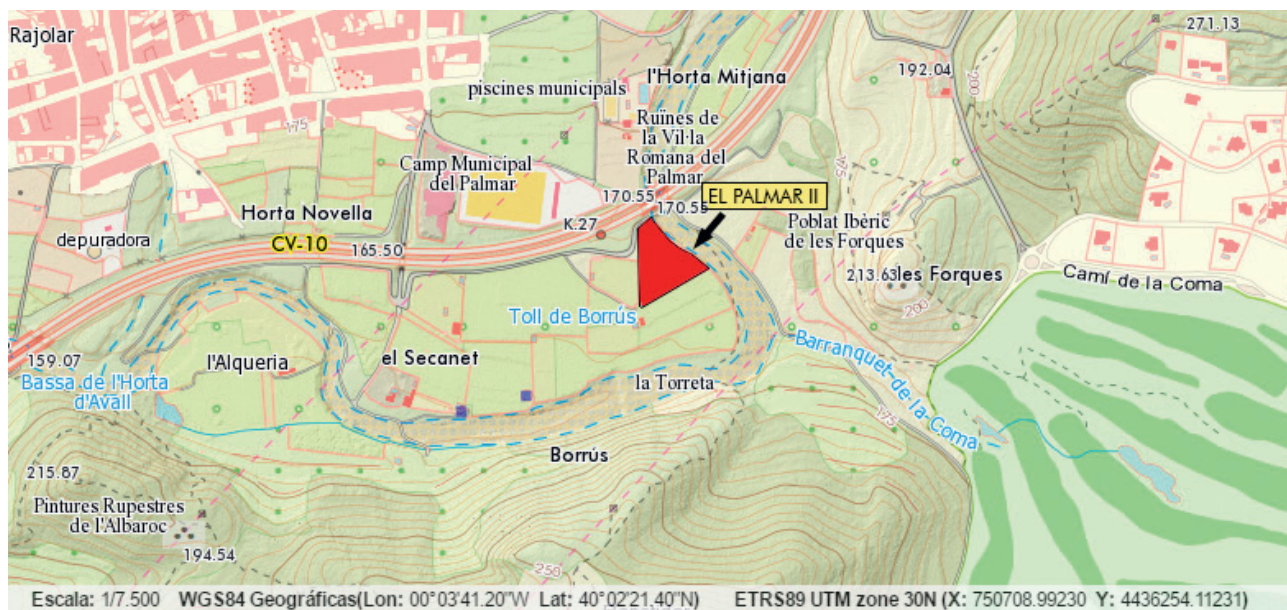 Rajolar
271.13
piscines municipals
l'Horta Mitjana
192.04
200
175
Ruïnes de
la Vil·la
Romana del
Palmar
Camp Municipal
del Palmar
175
170.55
170.55
EL PALMAR II
Horta Novella
K.27
Poblat Ibèric
de les Forques
depuradora
CV-10
165.50
213.63
les Forques
Camí de la Coma
200
Toll de Borrús
159.07
l'Alqueria
el Secanet
Barranquet-de-la-Coma
Bassa de l'Horta
d'Avall
la Torreta
175
Borrús
215.87
Pintures Rupestres
de l'Albaroc
194.54
250
Escala: 1/7.500 WGS84 Geográficas(Lon: 00°03'41.20"W Lat: 40°02'21.40"N) ETRS89 UTM zone 30N (X: 750708.99230 Y: 4436254.11231)